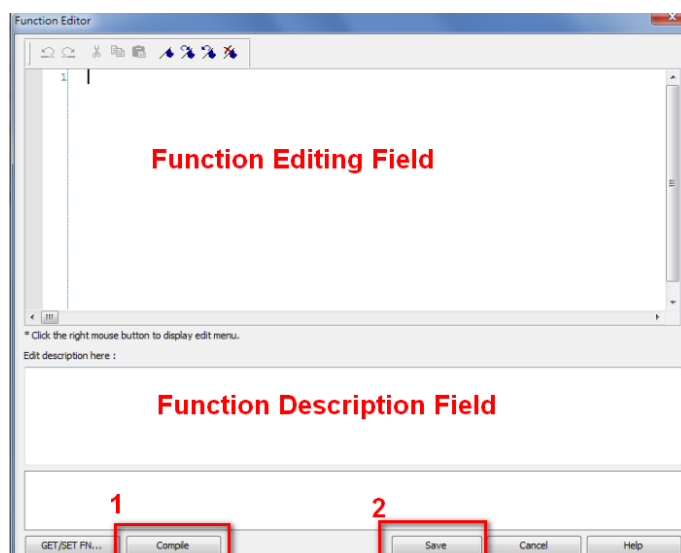 Function Editor
1
Function Editing Field
* Click the right mouse button to display edit menu.
Edit description here :
Function Description Field
1
2
GET/SET FN... Compile Save Cancel Help